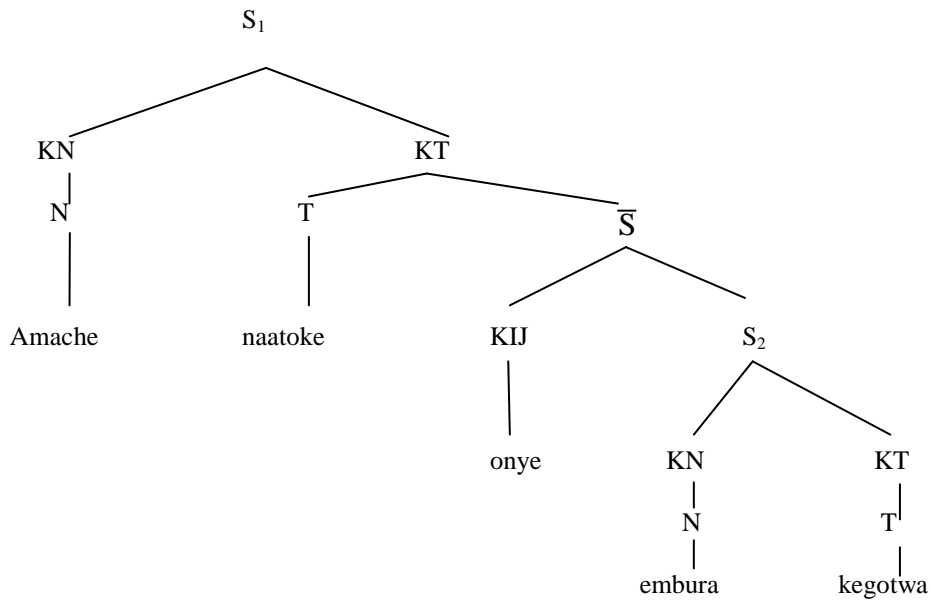 S₁
KN KT
N T S̅
Amache naatoke KIJ S₂
onye KN KT
N T
embura kegotwa